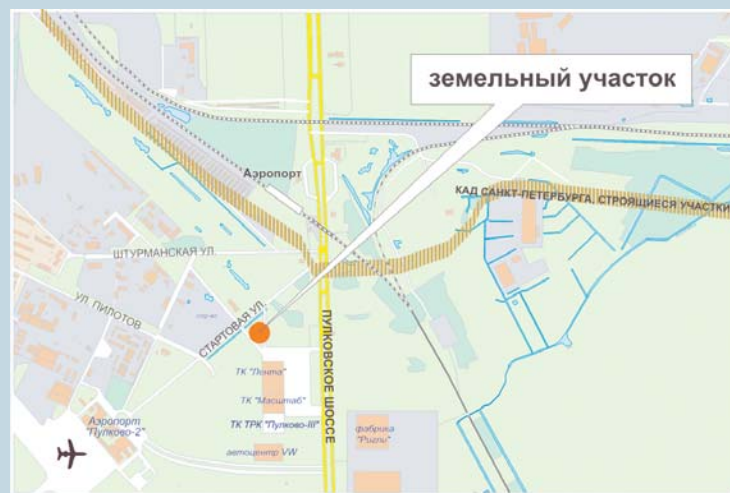 земельный участок
Аэропорт
КАД САНКТ-ПЕТЕРБУРГА, СТРОЯЩИЕСЯ УЧАСТКИ
ШТУРМАНСКАЯ УЛ.
УЛ. ПИЛОТОВ
СТАРТОВАЯ УЛ.
ПУЛКОВСКОЕ ШОССЕ
ТК "Лента"
ТК "Масштаб"
ТК ТРК "Пулково-III"
автоцентр VW
Аэропорт
"Пулково-2"
фабрика
"Ригли"